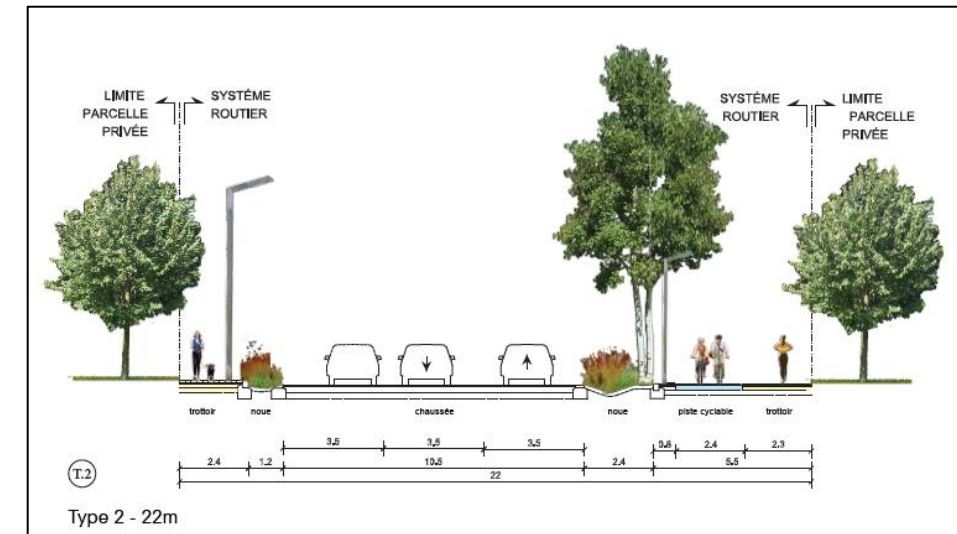 LIMITE
PARCELLE
PRIVÉE
SYSTÉME
ROUTIER
SYSTÉME
ROUTIER
LIMITE
PARCELLE
PRIVÉE
trottoir
noue
chaussée
noue
piste cyclable
trottoir
3.5
3.5
3.5
0.8
2.4
2.3
2.4
1.2
10.5
2.4
5.5
22
T.2
Type 2 - 22m